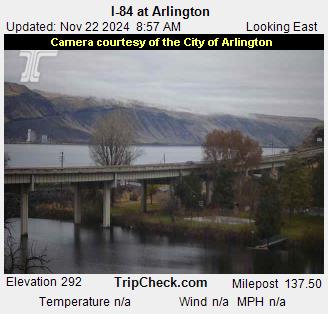 I-84 at Arlington
Updated: Nov 22 2024 8:57 AM Looking East
Camera courtesy of the City of Arlington
Elevation 292 TripCheck.com Milepost 137.50
Temperature n/a Wind n/a MPH n/a